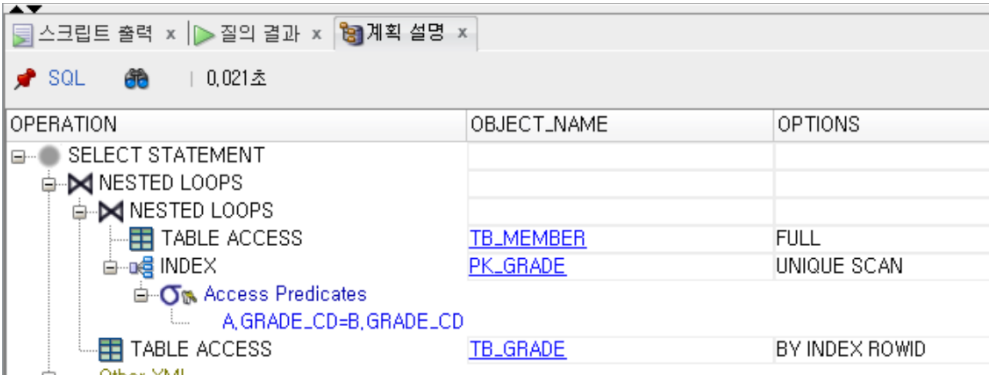 스크립트 출력 x 질의 결과 x 계획 설명 x
SQL | 0,021초
OPERATION OBJECT_NAME OPTIONS
SELECT STATEMENT
NESTED LOOPS
NESTED LOOPS
TABLE ACCESS TB_MEMBER FULL
INDEX PK_GRADE UNIQUE SCAN
Access Predicates
A,GRADE_CD=B,GRADE_CD
TABLE ACCESS TB_GRADE BY INDEX ROWID
Other XML